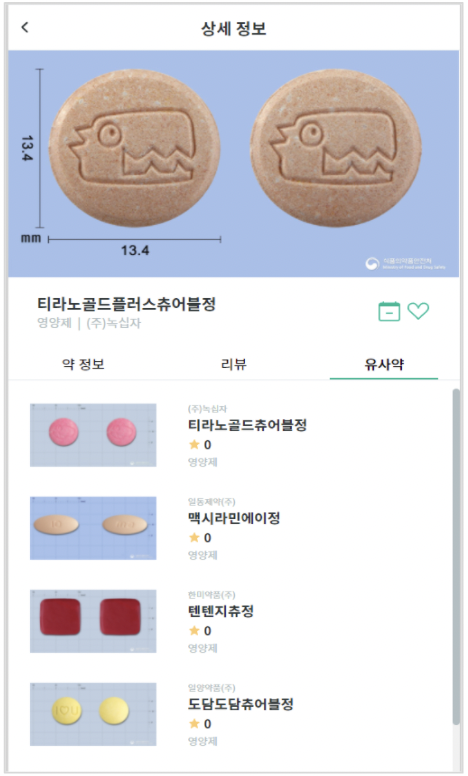 상세 정보
13.4
mm
13.4
식품의약품안전처
티라노골드플러스츄어블정
영양제 | (주)녹십자
약 정보
리뷰
유사약
(주)녹십자
티라노골드츄어블정
0
영양제
일동제약(주)
맥시라민에이정
0
영양제
한미약품(주)
텐텐지츄정
0
영양제
일양약품(주)
도담도담츄어블정
0
영양제